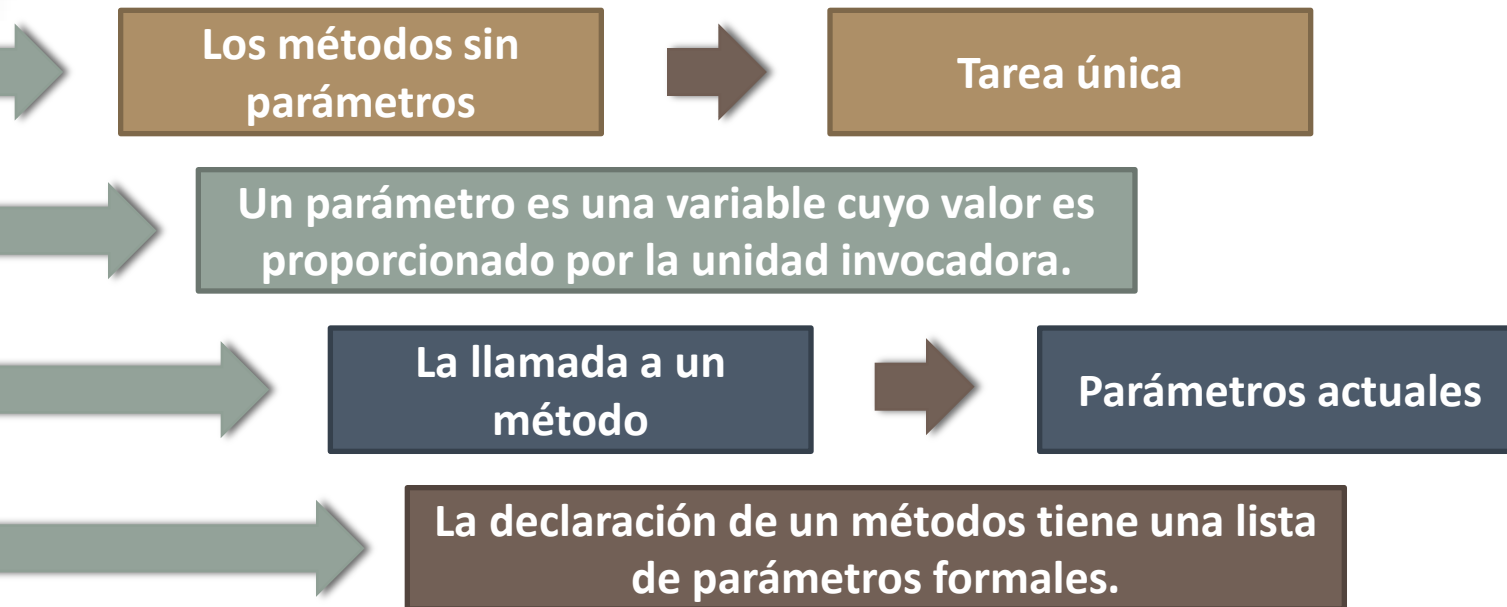 Los métodos sin
parámetros
Tarea única
Un parámetro es una variable cuyo valor es
proporcionado por la unidad invocadora.
La llamada a un
método
Parámetros actuales
La declaración de un métodos tiene una lista
de parámetros formales.